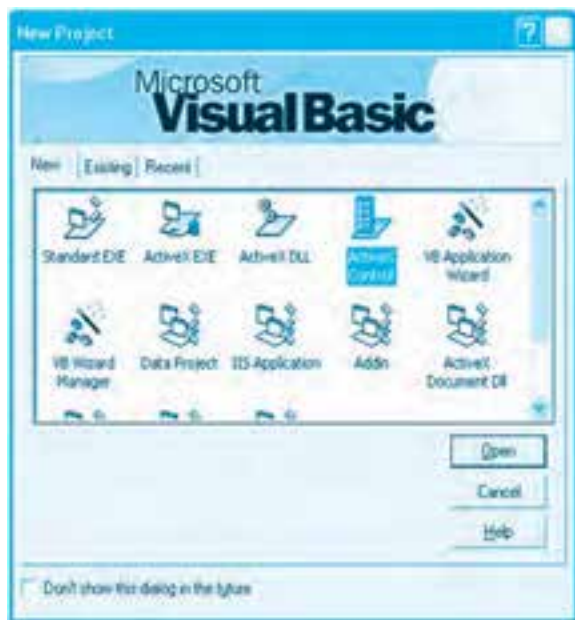 New Project
Microsoft
Visual Basic
New Existing Recent
Standard EXE ActiveX EXE ActiveX DLL ActiveX Control VB Application Wizard
VB Wizard Manager Data Project IIS Application Addin ActiveX Document Dll
Open
Cancel
Help
Don't show this dialog in the future